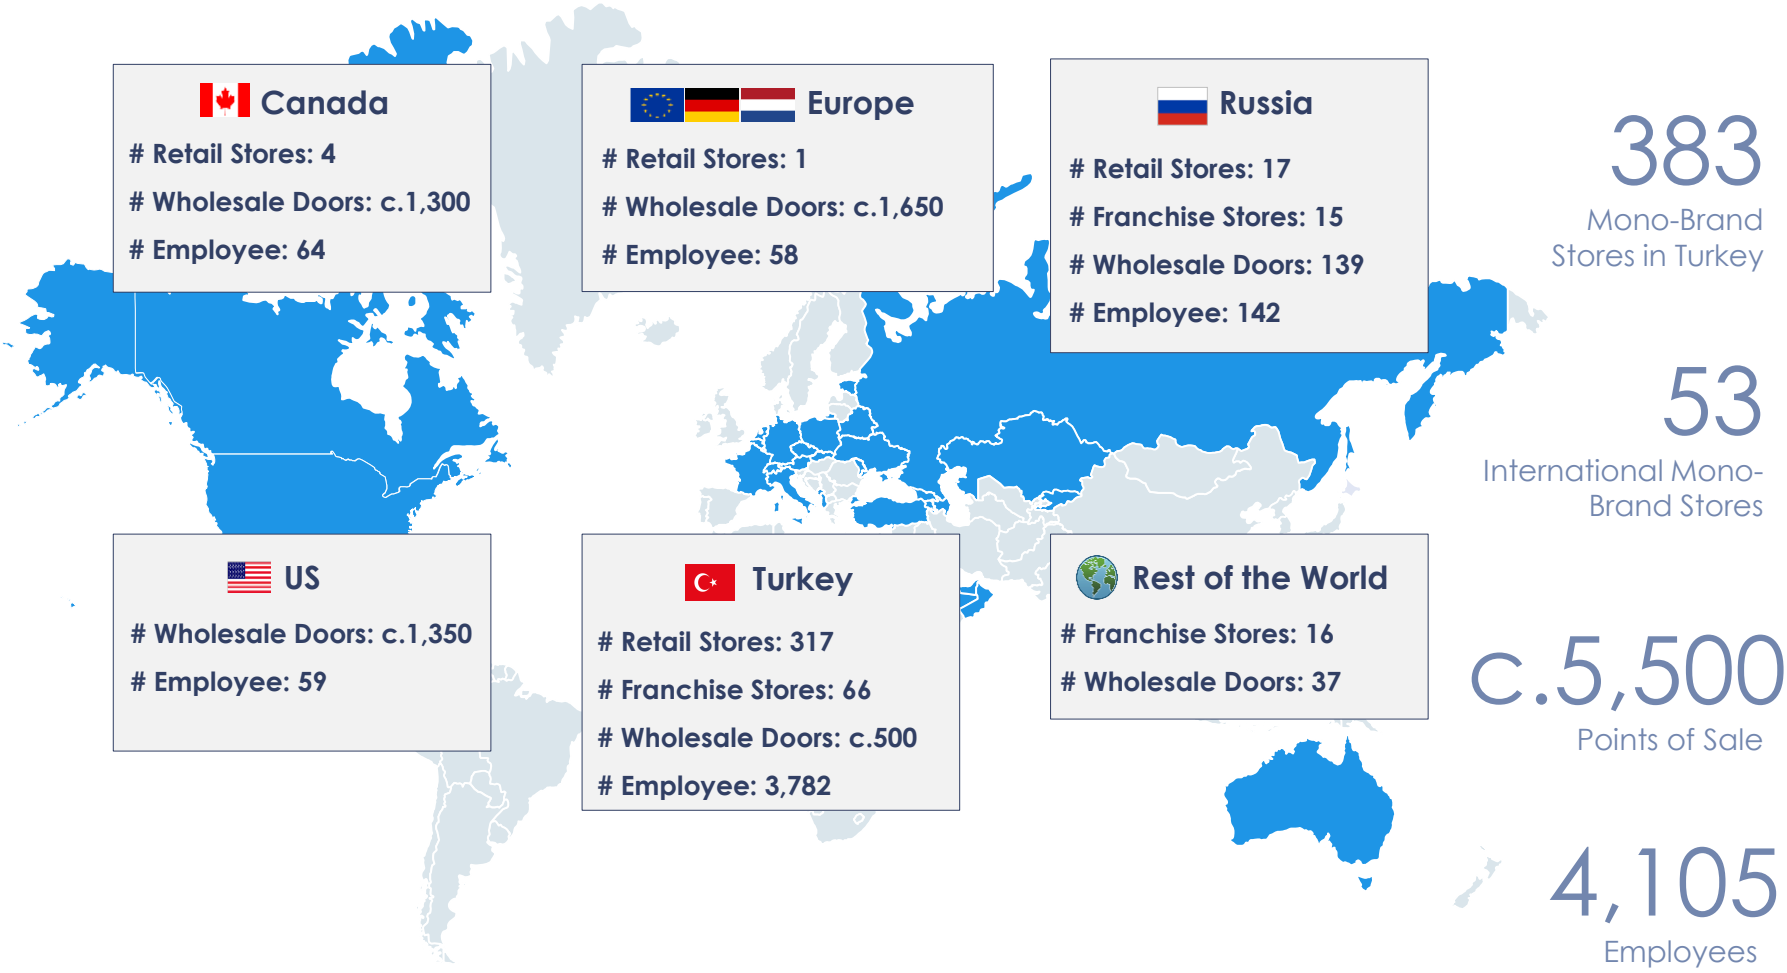 Canada
# Retail Stores: 4
# Wholesale Doors: c.1,300
# Employee: 64
Europe
# Retail Stores: 1
# Wholesale Doors: c.1,650
# Employee: 58
Russia
# Retail Stores: 17
# Franchise Stores: 15
# Wholesale Doors: 139
# Employee: 142
US
# Wholesale Doors: c.1,350
# Employee: 59
Turkey
# Retail Stores: 317
# Franchise Stores: 66
# Wholesale Doors: c.500
# Employee: 3,782
Rest of the World
# Franchise Stores: 16
# Wholesale Doors: 37
383
Mono-Brand
Stores in Turkey
53
International Mono-
Brand Stores
c.5,500
Points of Sale
4,105
Employees